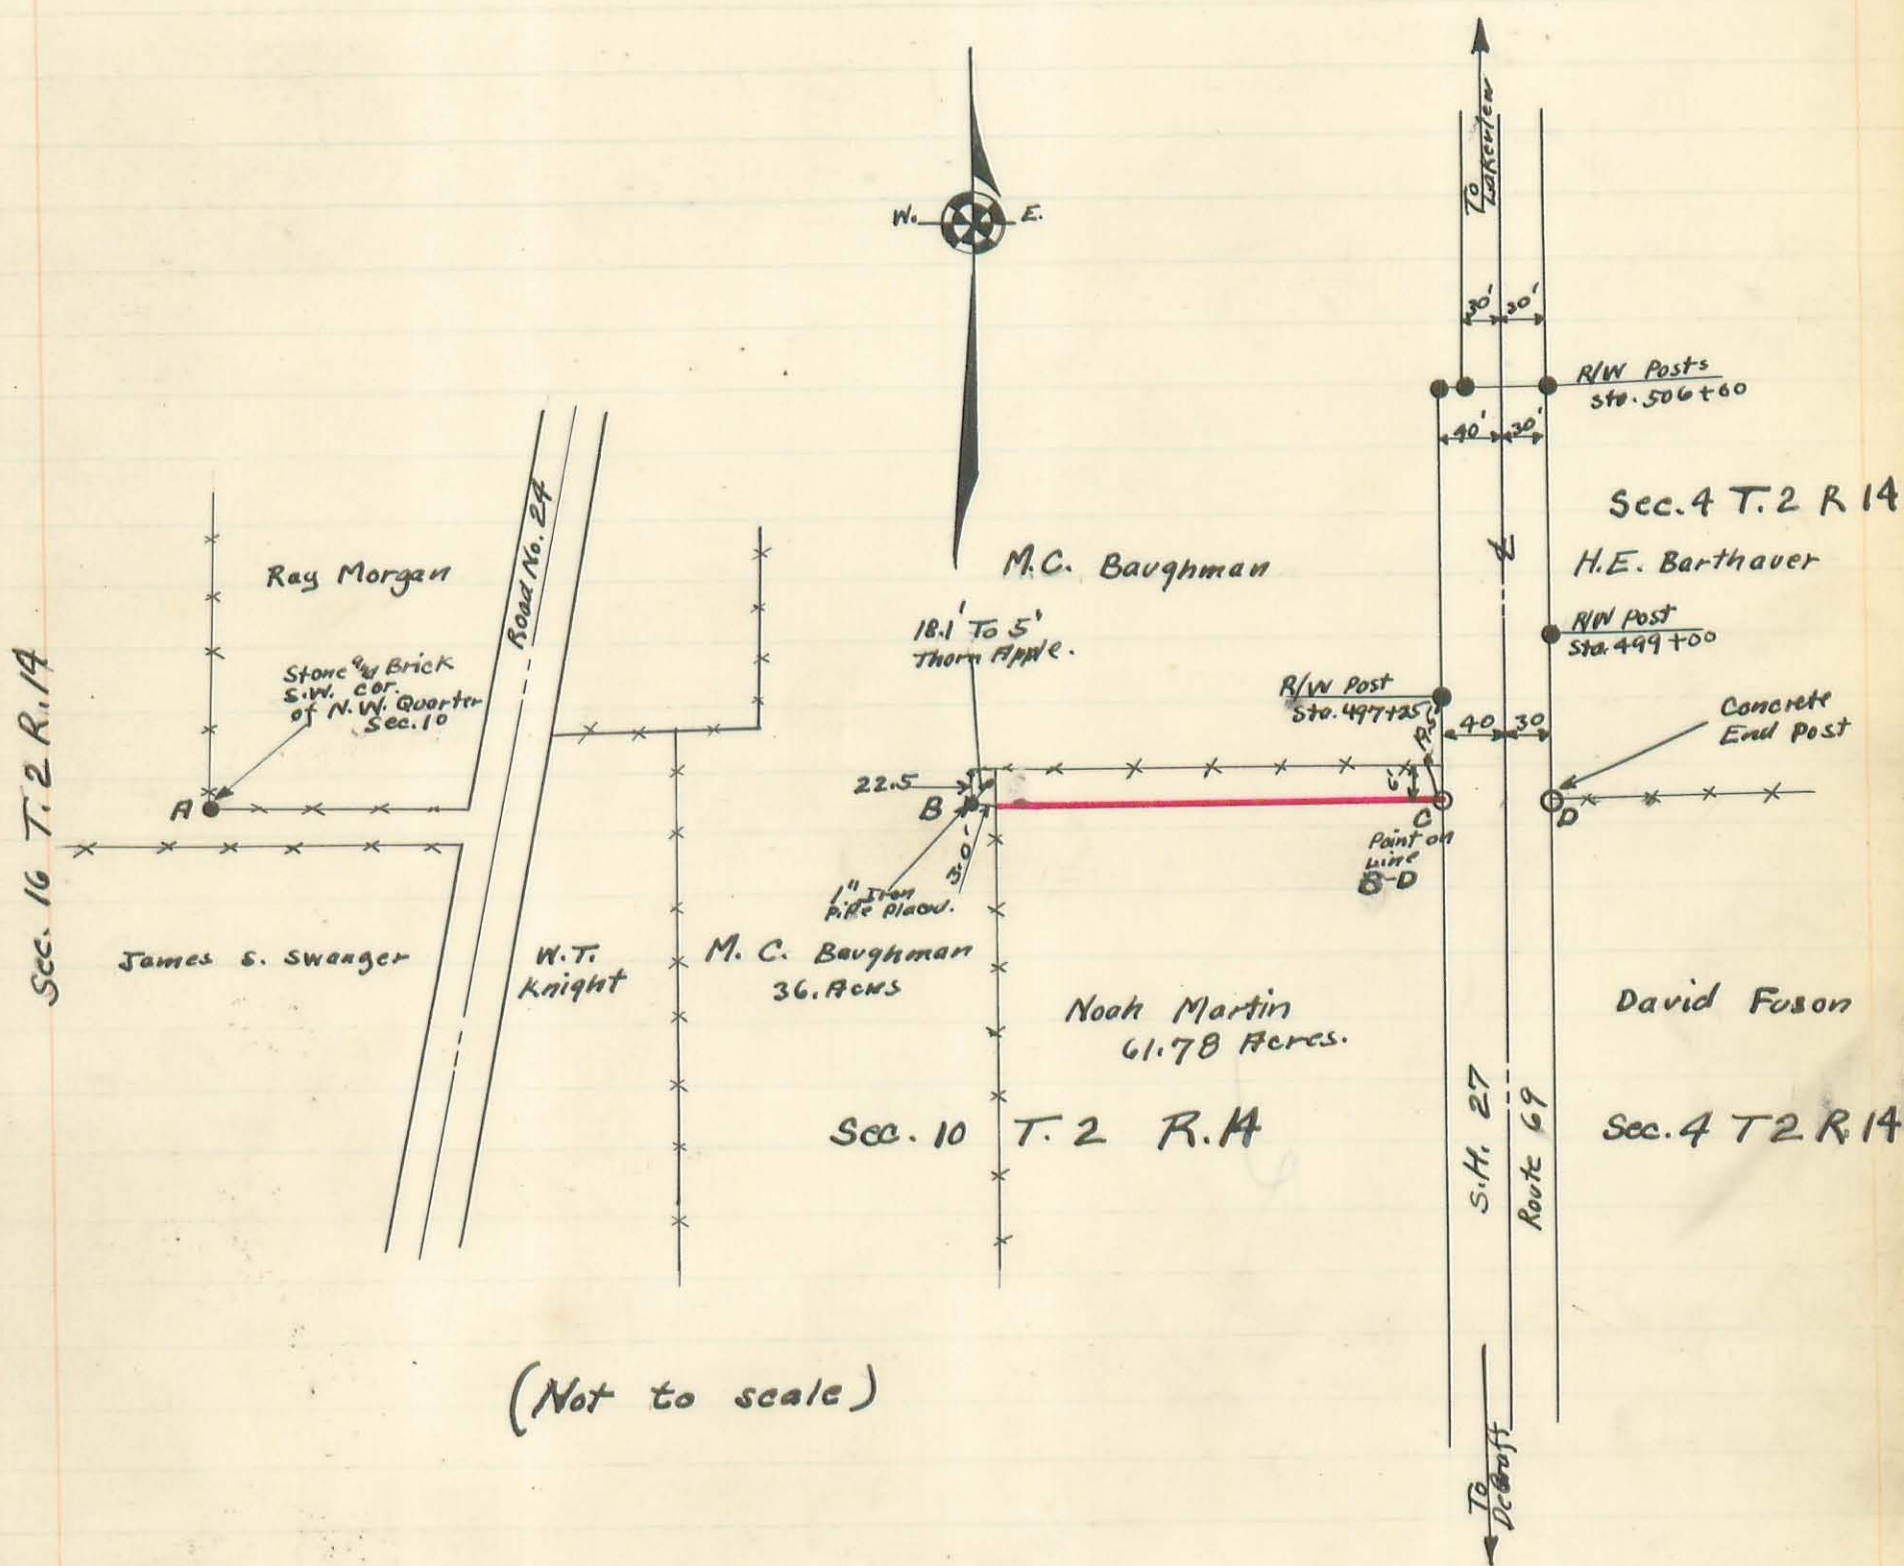 To
Lakeview
W.
E.
30'
30'
R/W Posts
Sta. 506+60
40'
30'
Sec. 4 T. 2 R 14
H.E. Barthauer
M.C. Baughman
Ray Morgan
Road No. 24
℄
R/W Post
Sta. 499+00
18.1' To 5'
Thorn Apple.
Stone and Brick
S.W. cor.
of N.W. Quarter
Sec. 10
Sec. 16 T. 2 R. 14
R/W Post
Sta. 497+25
40
30
Concrete
End Post
22.5
6'
A
B
C
D
Point on
Line
B-D
3.0'
1" Iron
Pipe placed.
James S. Swanger
W.T.
Knight
M. C. Baughman
36. Acres
Noah Martin
61.78 Acres.
David Fuson
Sec. 10 T. 2 R. 14
S.H. 27
Route 69
Sec. 4 T 2 R. 14
(Not to scale)
To
DeGraff